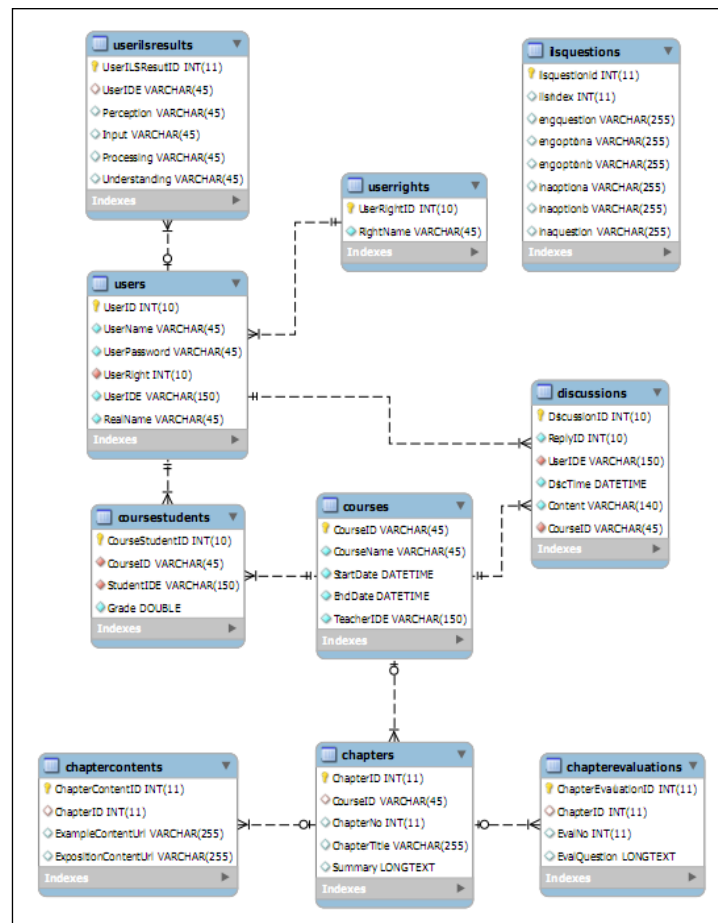 userilsresults
UserILSResutID INT(11)
UserIDE VARCHAR(45)
Perception VARCHAR(45)
Input VARCHAR(45)
Processing VARCHAR(45)
Understanding VARCHAR(45)
Indexes
ilsquestions
ilsquestionid INT(11)
ilsindex INT(11)
engquestion VARCHAR(255)
engoptiona VARCHAR(255)
engoptionb VARCHAR(255)
inaoptiona VARCHAR(255)
inaoptionb VARCHAR(255)
inaquestion VARCHAR(255)
Indexes
userrights
UserRightID INT(10)
RightName VARCHAR(45)
Indexes
users
UserID INT(10)
UserName VARCHAR(45)
UserPassword VARCHAR(45)
UserRight INT(10)
UserIDE VARCHAR(150)
RealName VARCHAR(45)
Indexes
discussions
DiscussionID INT(10)
ReplyID INT(10)
UserIDE VARCHAR(150)
DiscTime DATETIME
Content VARCHAR(140)
CourseID VARCHAR(45)
Indexes
coursestudents
CourseStudentID INT(10)
CourseID VARCHAR(45)
StudentIDE VARCHAR(150)
Grade DOUBLE
Indexes
courses
CourseID VARCHAR(45)
CourseName VARCHAR(45)
StartDate DATETIME
EndDate DATETIME
TeacherIDE VARCHAR(150)
Indexes
chaptercontents
ChapterContentID INT(11)
ChapterID INT(11)
ExampleContentUrl VARCHAR(255)
ExpositionContentUrl VARCHAR(255)
Indexes
chapters
ChapterID INT(11)
CourseID VARCHAR(45)
ChapterNo INT(11)
ChapterTitle VARCHAR(255)
Summary LONGTEXT
Indexes
chapterevaluations
ChapterEvaluationID INT(11)
ChapterID INT(11)
EvalNo INT(11)
EvalQuestion LONGTEXT
Indexes